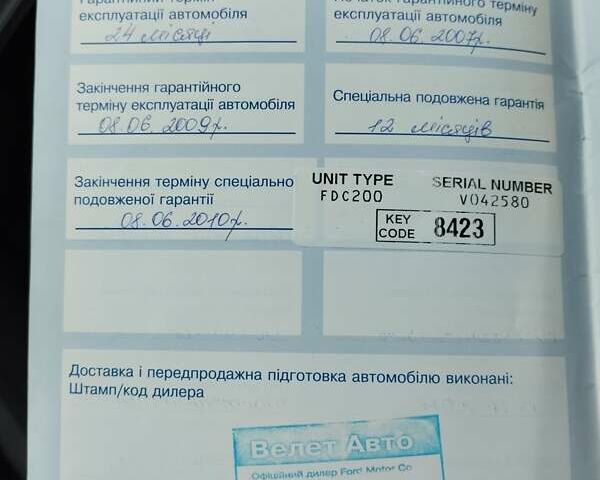 Гарантійний термін
експлуатації автомобіля
24 місяці
Початок гарантійного терміну
експлуатації автомобіля
08.06.2007р.
Закінчення гарантійного
терміну експлуатації автомобіля
08.06.2009р.
Спеціальна подовжена гарантія
12 місяців
Закінчення терміну спеціально
подовженої гарантії
08.06.2010р.
UNIT TYPE
FDC200
SERIAL NUMBER
V042580
KEY
CODE
8423
Доставка і передпродажна підготовка автомобілю виконані:
Штамп/код дилера
Велет Авто
Офіційний дилер Ford Motor Co